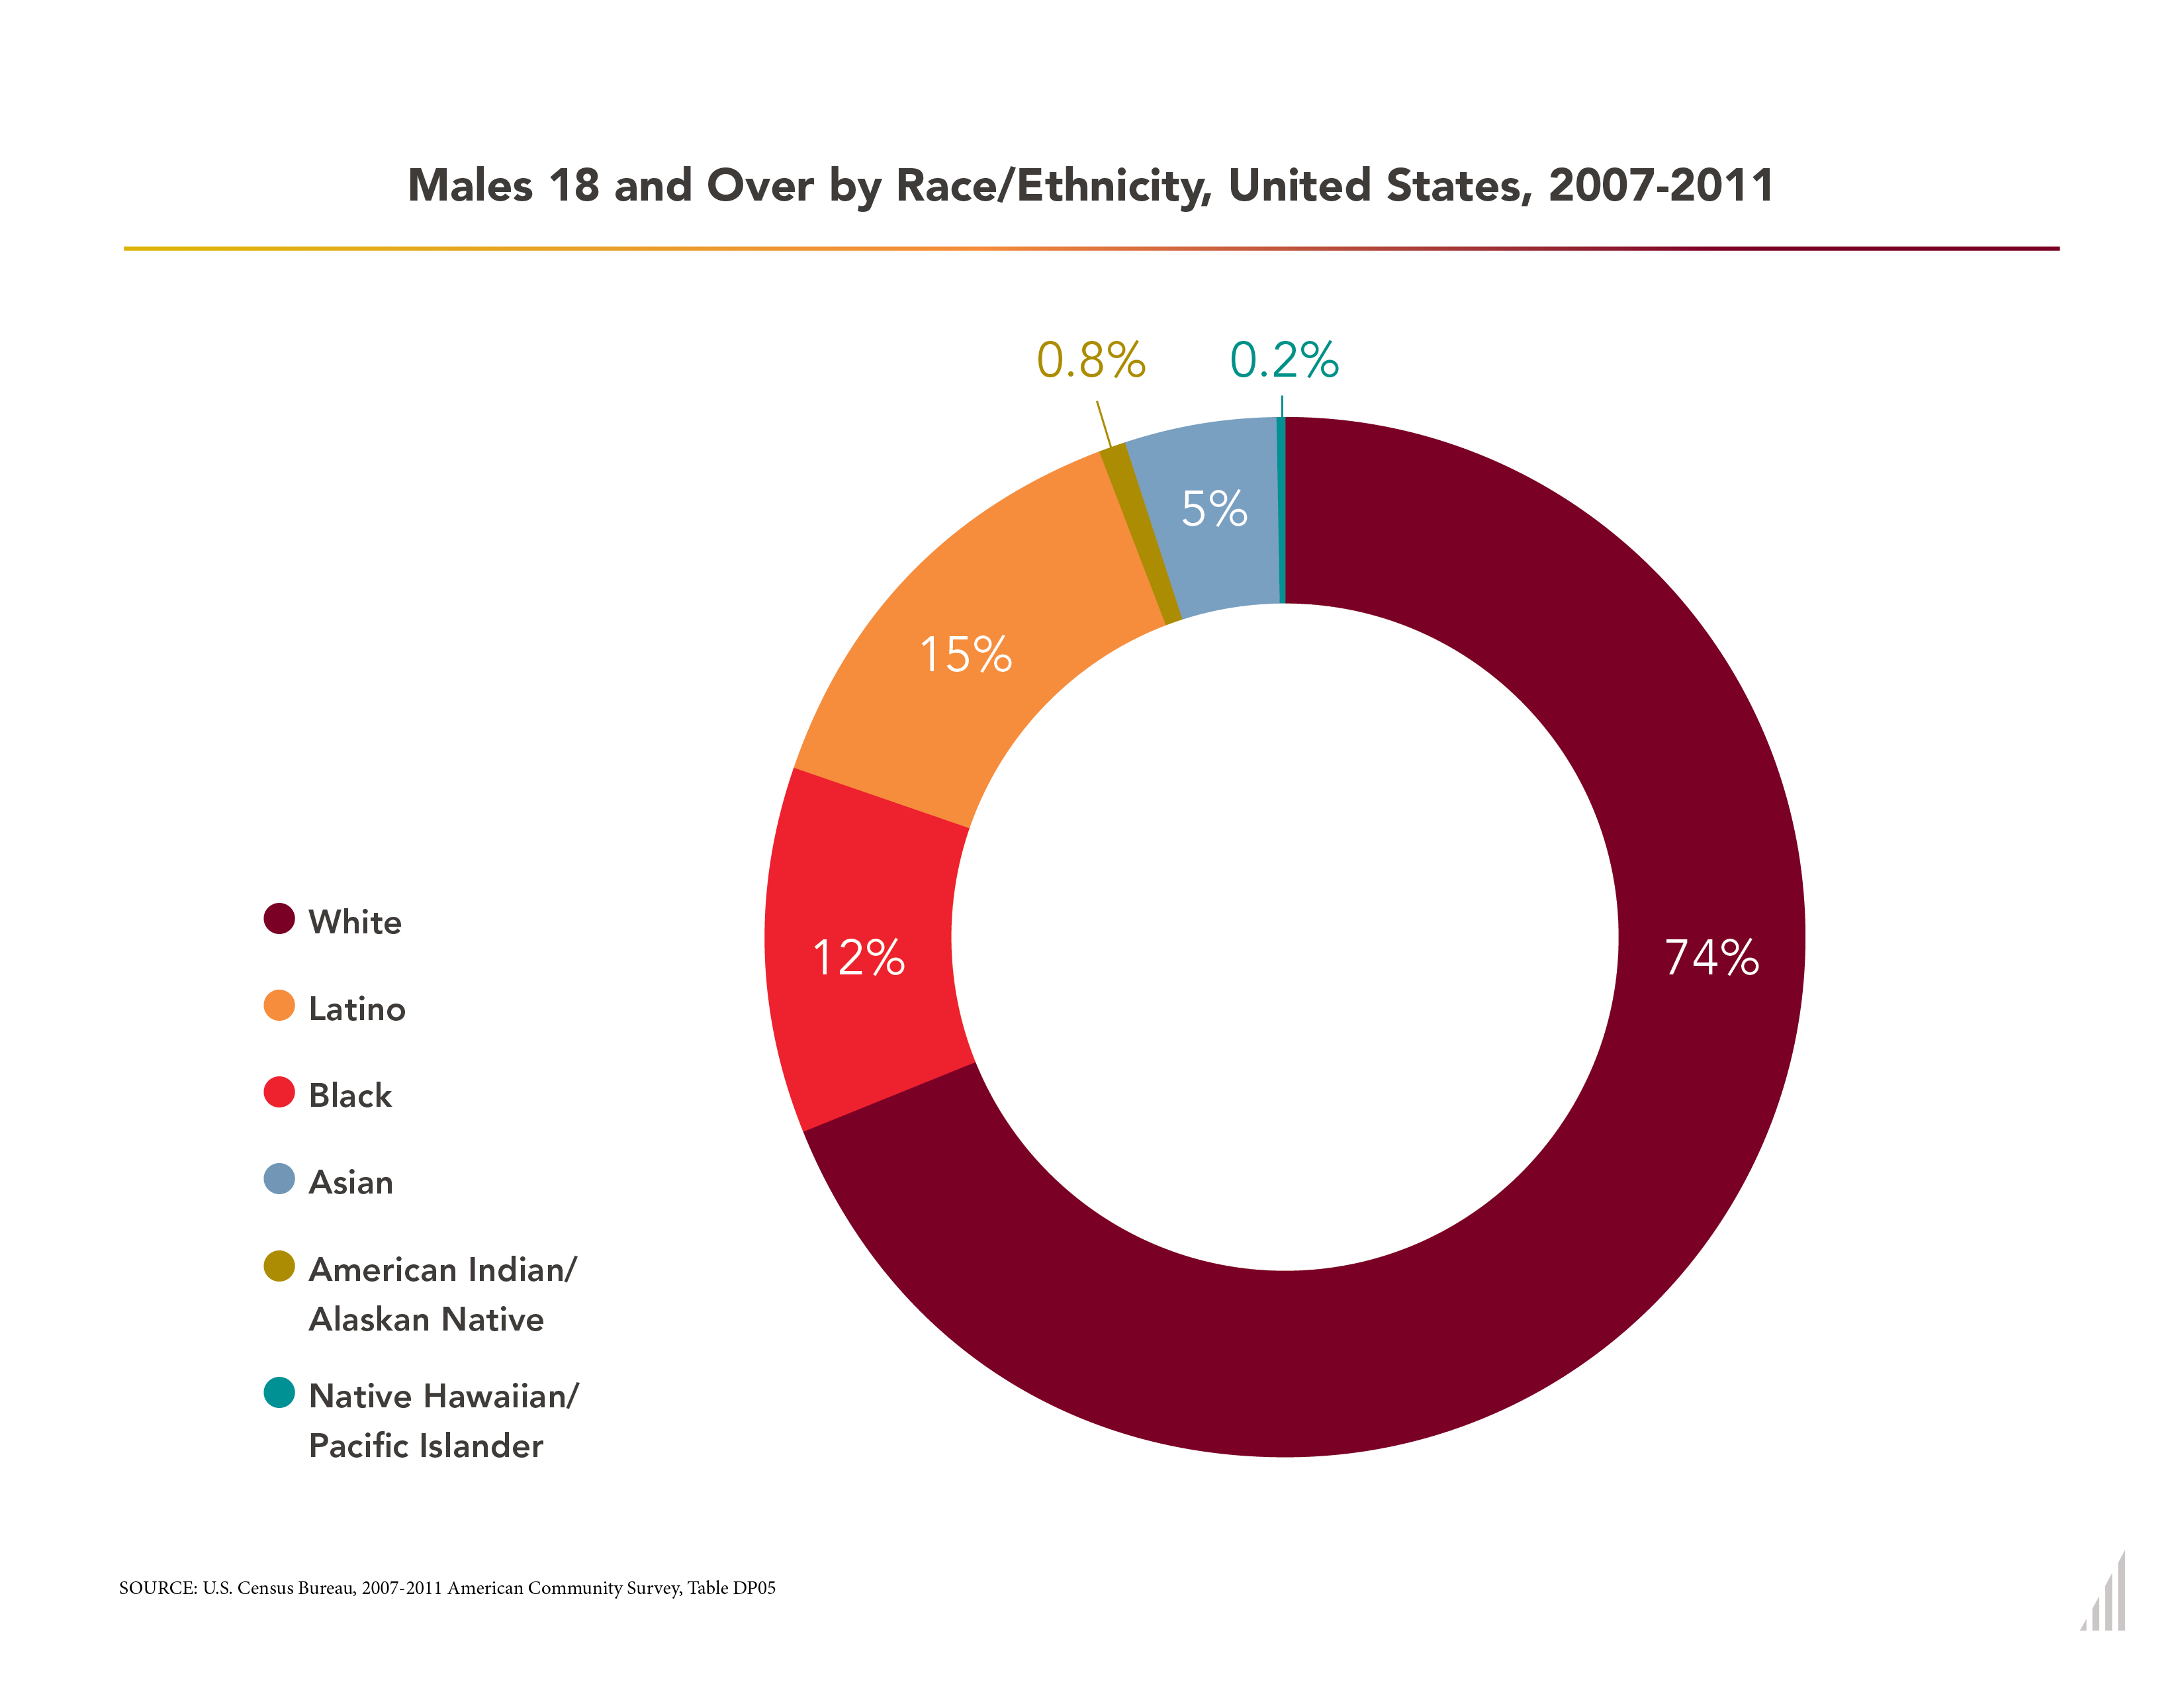 Males 18 and Over by Race/Ethnicity, United States, 2007-2011
0.8%
0.2%
5%
15%
12%
74%
White
Latino
Black
Asian
American Indian/
Alaskan Native
Native Hawaiian/
Pacific Islander
SOURCE: U.S. Census Bureau, 2007-2011 American Community Survey, Table DP05